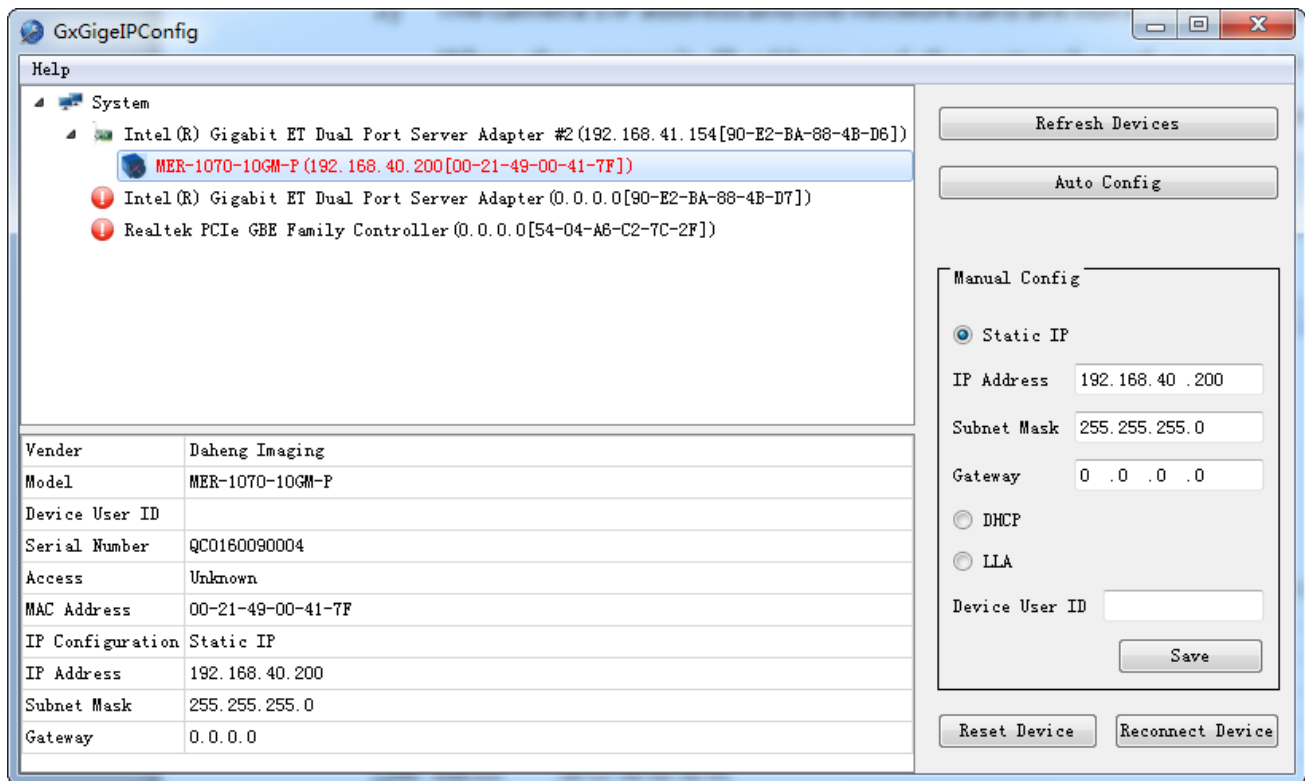 GxGigeIPConfig
Help
System
Intel(R) Gigabit ET Dual Port Server Adapter #2(192.168.41.154[90-E2-BA-88-4B-D6])
MER-1070-10GM-P(192.168.40.200[00-21-49-00-41-7F])
Intel(R) Gigabit ET Dual Port Server Adapter(0.0.0.0[90-E2-BA-88-4B-D7])
Realtek PCIe GBE Family Controller(0.0.0.0[54-04-A6-C2-7C-2F])
Vender Daheng Imaging
Model MER-1070-10GM-P
Device User ID
Serial Number QC0160090004
Access Unknown
MAC Address 00-21-49-00-41-7F
IP Configuration Static IP
IP Address 192.168.40.200
Subnet Mask 255.255.255.0
Gateway 0.0.0.0
Refresh Devices
Auto Config
Manual Config
Static IP
IP Address 192.168.40 .200
Subnet Mask 255.255.255.0
Gateway 0 .0 .0 .0
DHCP
LLA
Device User ID
Save
Reset Device Reconnect Device